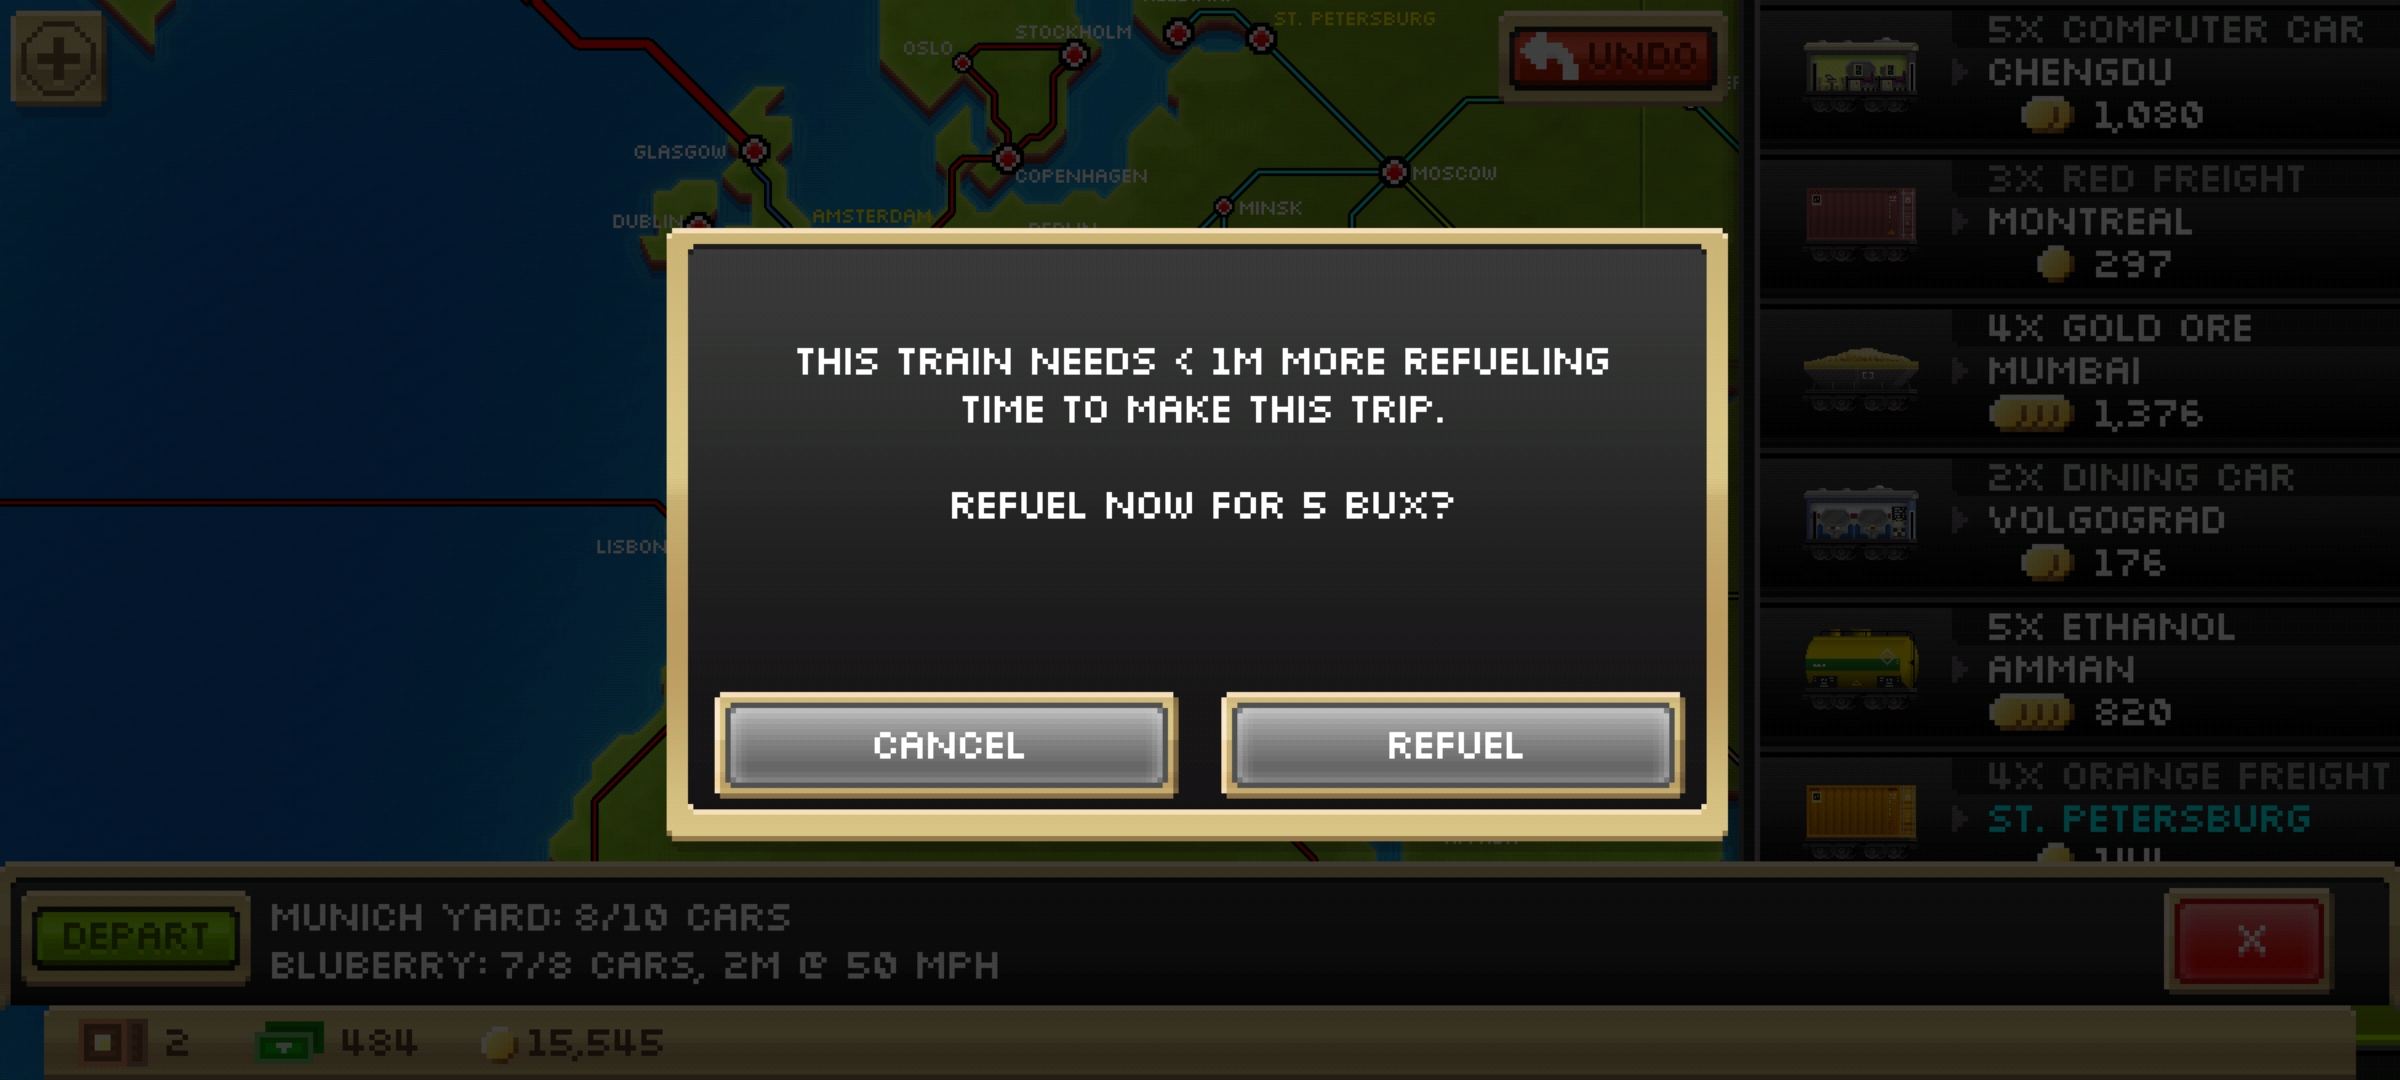 ST. PETERSBURG
STOCKHOLM
OSLO
UNDO
GLASGOW
COPENHAGEN
MOSCOW
DUBLIN
AMSTERDAM
MINSK
BERLIN
LISBON
THIS TRAIN NEEDS < 1M MORE REFUELING
TIME TO MAKE THIS TRIP.
REFUEL NOW FOR 5 BUX?
CANCEL
REFUEL
5X COMPUTER CAR
CHENGDU
1,080
3X RED FREIGHT
MONTREAL
297
4X GOLD ORE
MUMBAI
1,376
2X DINING CAR
VOLGOGRAD
176
5X ETHANOL
AMMAN
820
4X ORANGE FREIGHT
ST. PETERSBURG
DEPART
MUNICH YARD: 8/10 CARS
BLUBERRY: 7/8 CARS, 2M @ 50 MPH
X
2
484
15,545